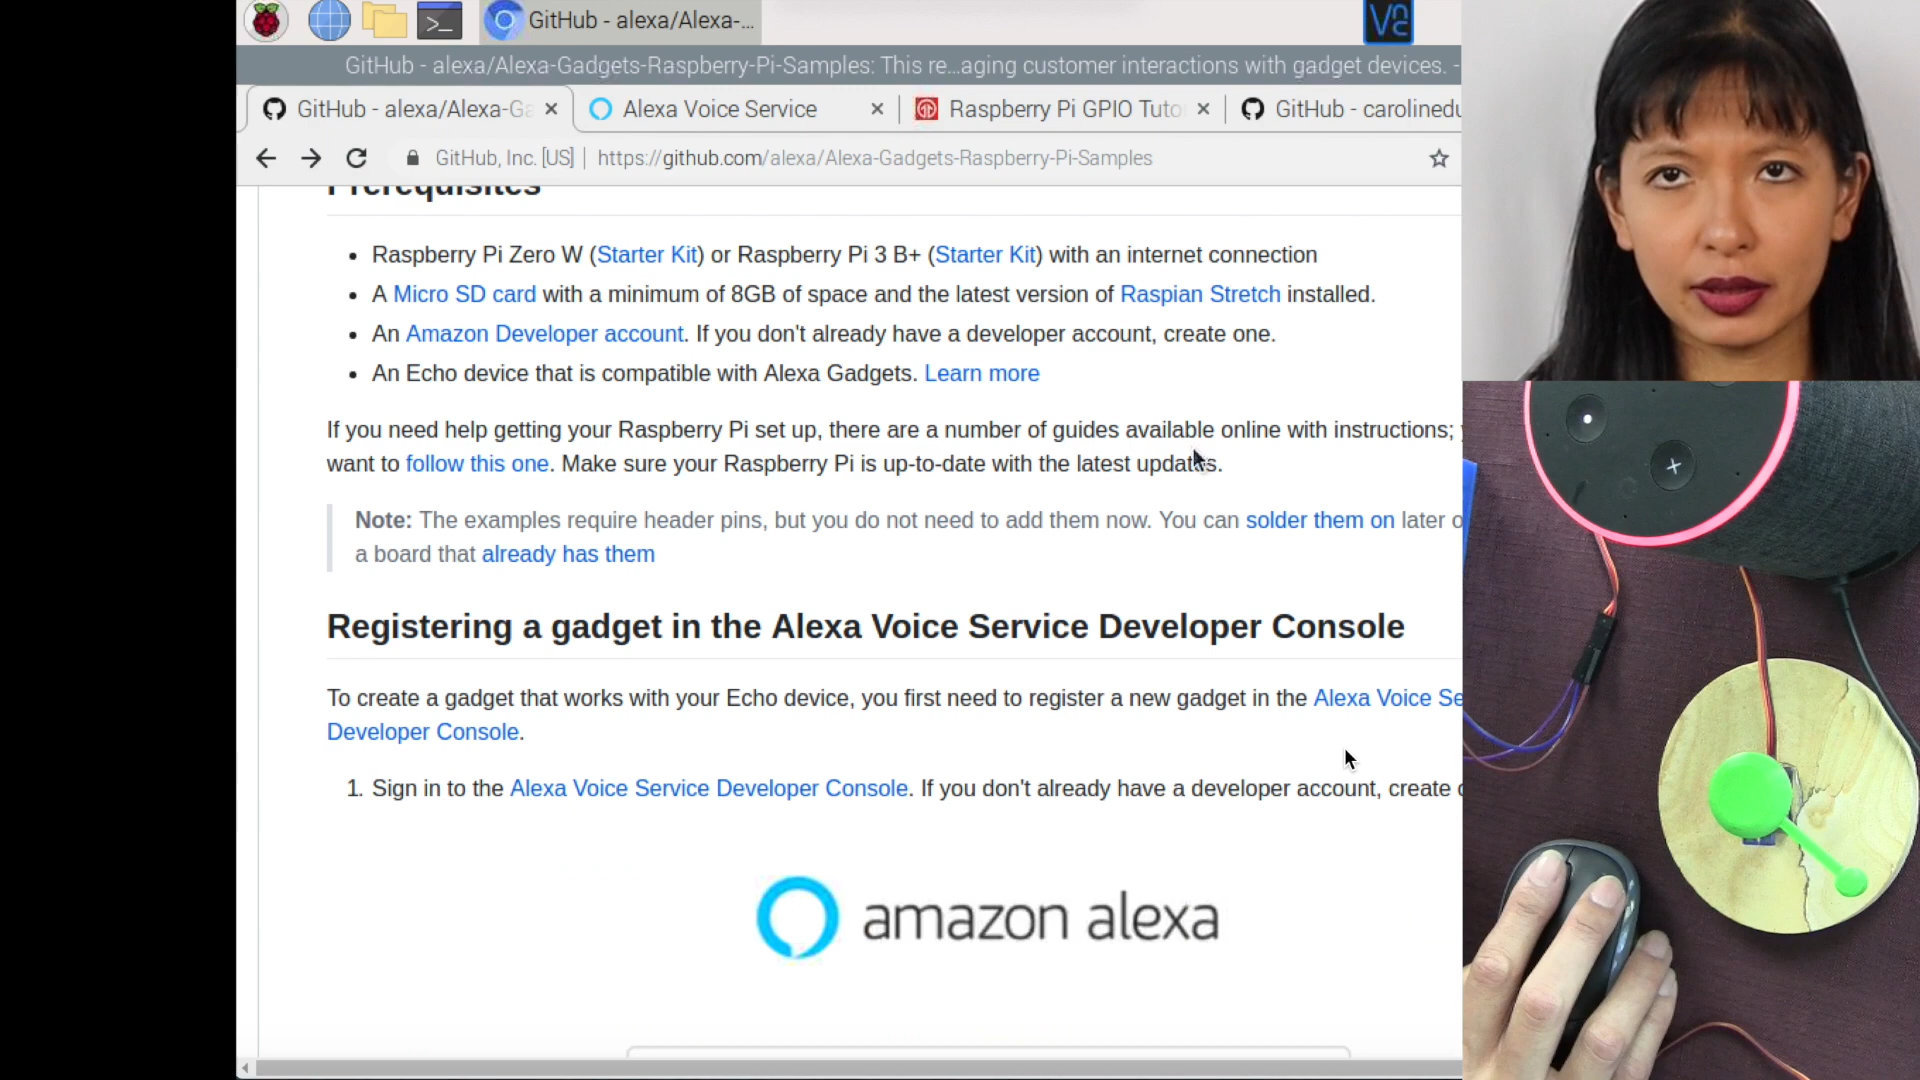 GitHub - alexa/Alexa-...
GitHub - alexa/Alexa-Gadgets-Raspberry-Pi-Samples: This re...aging customer interactions with gadget devices. -
GitHub - alexa/Alexa-Ga
Alexa Voice Service
Raspberry Pi GPIO Tuto
GitHub - carolinedu
GitHub, Inc. [US] | https://github.com/alexa/Alexa-Gadgets-Raspberry-Pi-Samples
Prerequisites
Raspberry Pi Zero W (Starter Kit) or Raspberry Pi 3 B+ (Starter Kit) with an internet connection
A Micro SD card with a minimum of 8GB of space and the latest version of Raspian Stretch installed.
An Amazon Developer account. If you don't already have a developer account, create one.
An Echo device that is compatible with Alexa Gadgets. Learn more
If you need help getting your Raspberry Pi set up, there are a number of guides available online with instructions;
want to follow this one. Make sure your Raspberry Pi is up-to-date with the latest updates.
Note: The examples require header pins, but you do not need to add them now. You can solder them on later
a board that already has them
Registering a gadget in the Alexa Voice Service Developer Console
To create a gadget that works with your Echo device, you first need to register a new gadget in the Alexa Voice Se
Developer Console.
1. Sign in to the Alexa Voice Service Developer Console. If you don't already have a developer account, create
amazon alexa